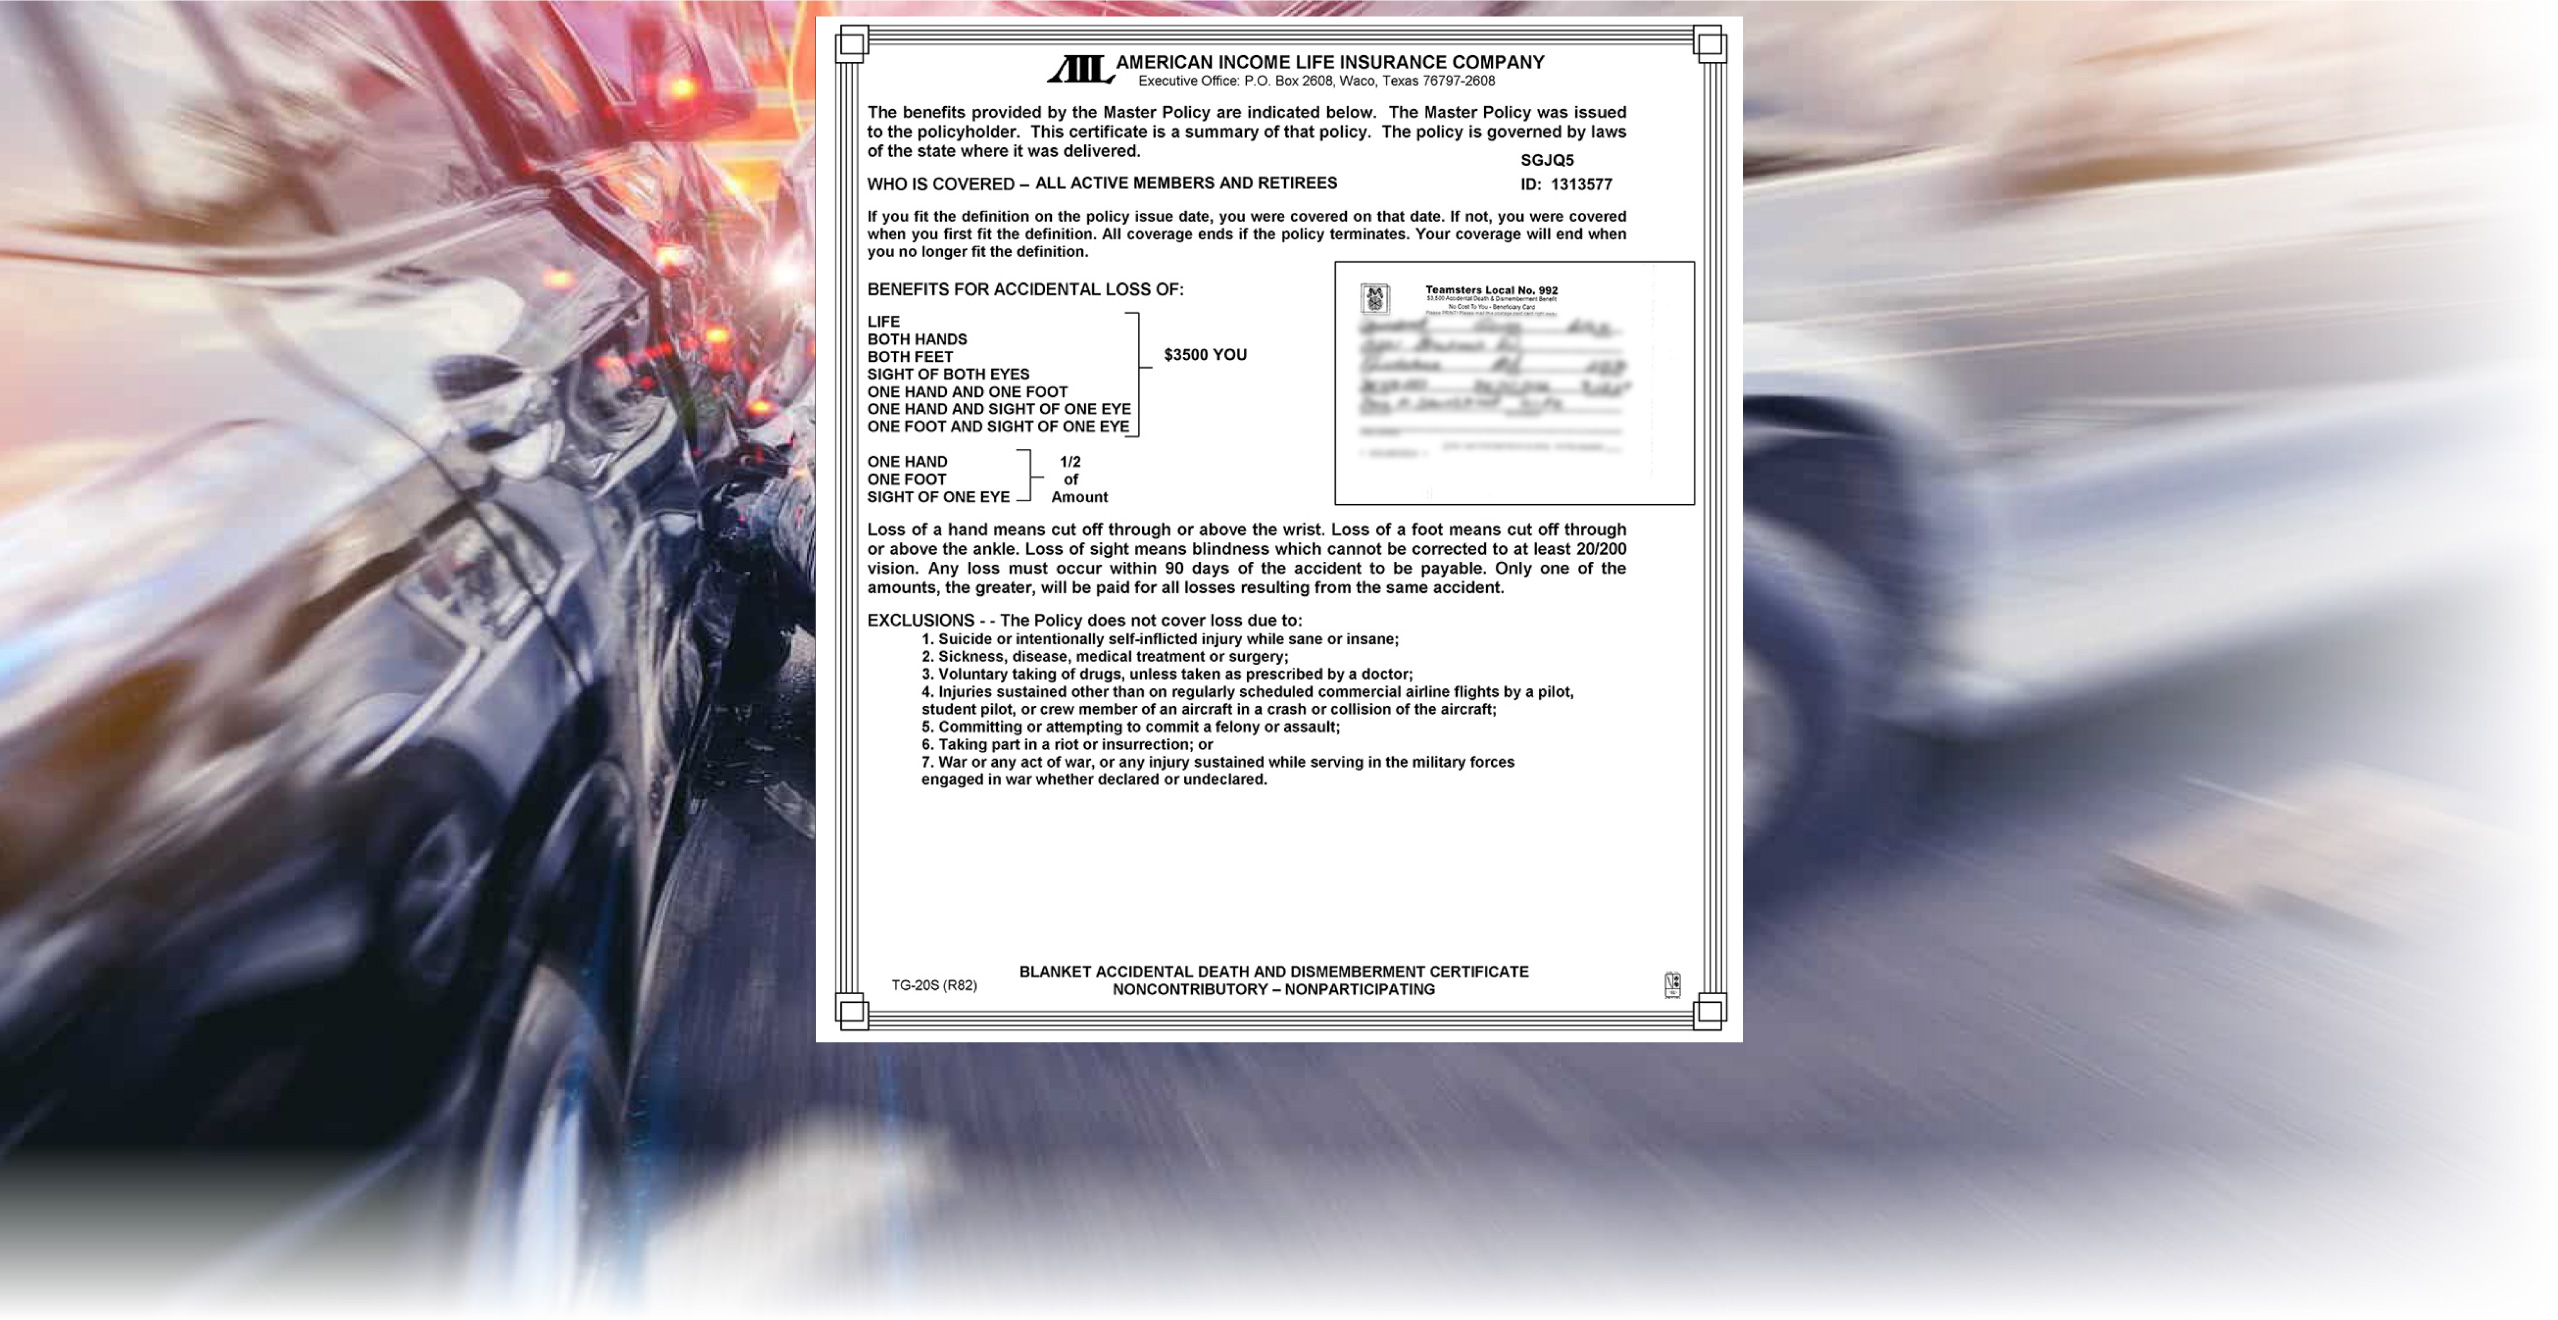 AIL AMERICAN INCOME LIFE INSURANCE COMPANY
Executive Office: P.O. Box 2608, Waco, Texas 76797-2608
The benefits provided by the Master Policy are indicated below. The Master Policy was issued
to the policyholder. This certificate is a summary of that policy. The policy is governed by laws
of the state where it was delivered.
SGJQ5
WHO IS COVERED – ALL ACTIVE MEMBERS AND RETIREES
ID: 1313577
If you fit the definition on the policy issue date, you were covered on that date. If not, you were covered
when you first fit the definition. All coverage ends if the policy terminates. Your coverage will end when
you no longer fit the definition.
BENEFITS FOR ACCIDENTAL LOSS OF:
LIFE
BOTH HANDS
BOTH FEET
SIGHT OF BOTH EYES
ONE HAND AND ONE FOOT
ONE HAND AND SIGHT OF ONE EYE
ONE FOOT AND SIGHT OF ONE EYE
$3500 YOU
ONE HAND
ONE FOOT
SIGHT OF ONE EYE
1/2
of
Amount
Teamsters Local No. 992
$3,500 Accidental Death & Dismemberment Benefit
No Cost To You - Beneficiary Card
Loss of a hand means cut off through or above the wrist. Loss of a foot means cut off through
or above the ankle. Loss of sight means blindness which cannot be corrected to at least 20/200
vision. Any loss must occur within 90 days of the accident to be payable. Only one of the
amounts, the greater, will be paid for all losses resulting from the same accident.
EXCLUSIONS - - The Policy does not cover loss due to:
1. Suicide or intentionally self-inflicted injury while sane or insane;
2. Sickness, disease, medical treatment or surgery;
3. Voluntary taking of drugs, unless taken as prescribed by a doctor;
4. Injuries sustained other than on regularly scheduled commercial airline flights by a pilot,
student pilot, or crew member of an aircraft in a crash or collision of the aircraft;
5. Committing or attempting to commit a felony or assault;
6. Taking part in a riot or insurrection; or
7. War or any act of war, or any injury sustained while serving in the military forces
engaged in war whether declared or undeclared.
TG-20S (R82)
BLANKET ACCIDENTAL DEATH AND DISMEMBERMENT CERTIFICATE
NONCONTRIBUTORY – NONPARTICIPATING